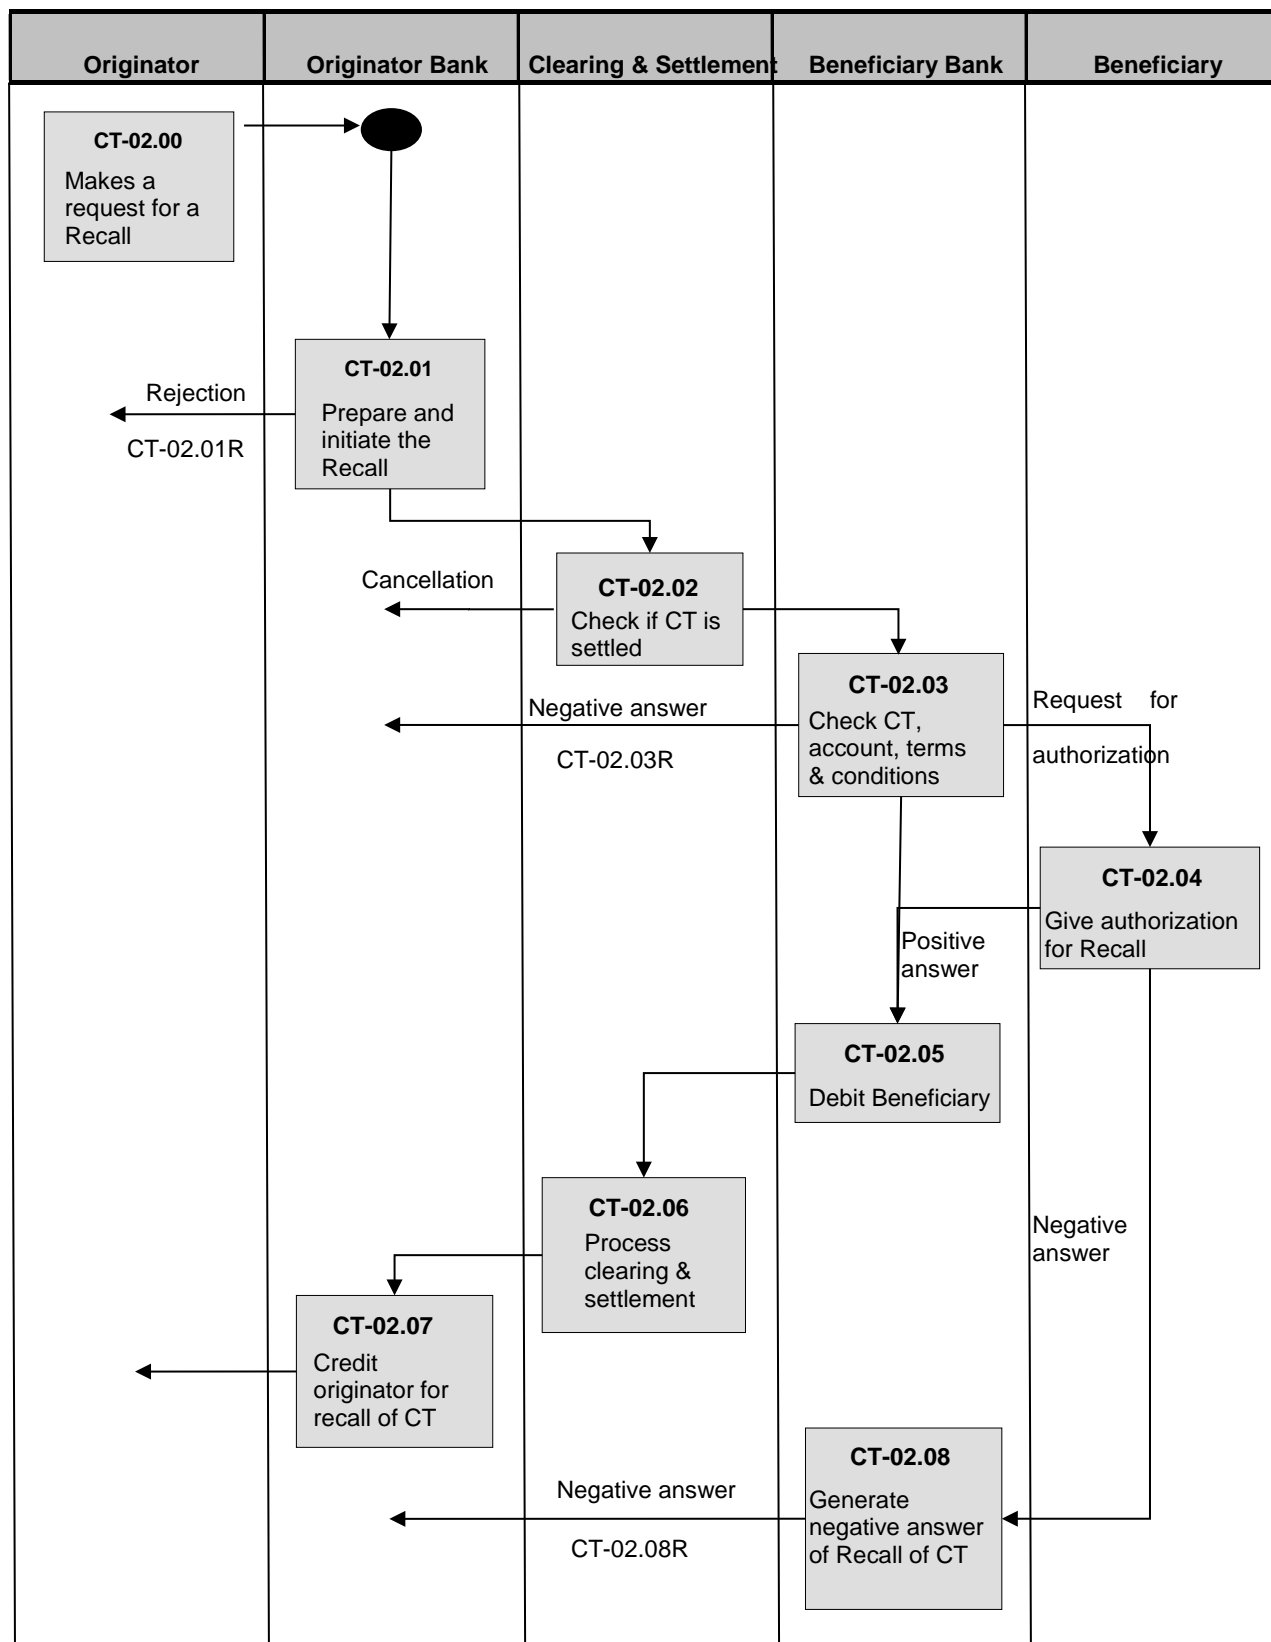 Originator
Originator Bank
Clearing & Settlement
Beneficiary Bank
Beneficiary
CT-02.00
Makes a
request for a
Recall
CT-02.01
Prepare and
initiate the
Recall
Rejection
CT-02.01R
Cancellation
CT-02.02
Check if CT is
settled
CT-02.03
Check CT,
account, terms
& conditions
Negative answer
CT-02.03R
Request for
authorization
CT-02.04
Give authorization
for Recall
Positive
answer
CT-02.05
Debit Beneficiary
CT-02.06
Process
clearing &
settlement
Negative
answer
CT-02.07
Credit
originator for
recall of CT
CT-02.08
Generate
negative answer
of Recall of CT
Negative answer
CT-02.08R